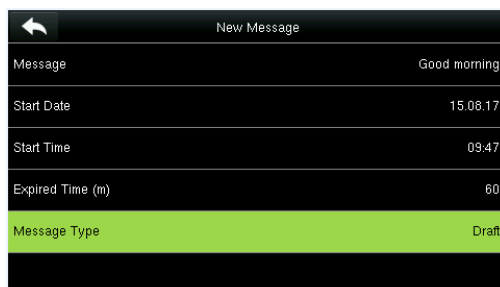 New Message
Message Good morning
Start Date 15.08.17
Start Time 09:47
Expired Time (m) 60
Message Type Draft